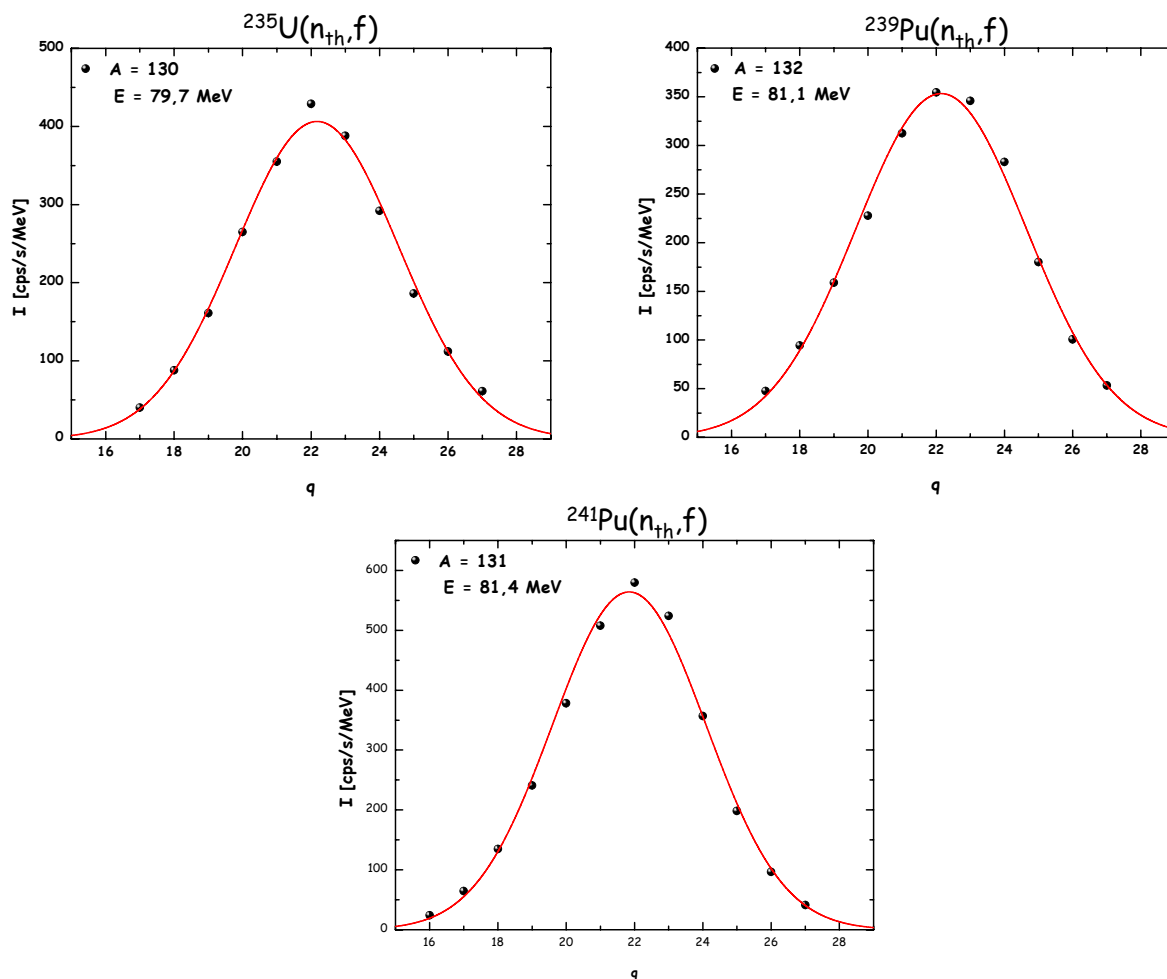 ²³⁵U(nₜₕ,f)
A = 130
E = 79,7 MeV
I [cps/s/MeV]
500
400
300
200
100
0
16 18 20 22 24 26 28
q
²³⁹Pu(nₜₕ,f)
A = 132
E = 81,1 MeV
I [cps/s/MeV]
400
350
300
250
200
150
100
50
0
16 18 20 22 24 26 28
q
²⁴¹Pu(nₜₕ,f)
A = 131
E = 81,4 MeV
I [cps/s/MeV]
600
500
400
300
200
100
0
16 18 20 22 24 26 28
q